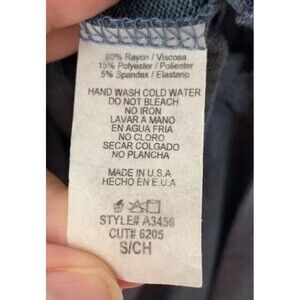 80% Rayon / Viscosa
15% Polyester / Poliester
5% Spandex / Elastano
HAND WASH COLD WATER
DO NOT BLEACH
NO IRON
LAVAR A MANO
EN AGUA FRIA
NO CLORO
SECAR COLGADO
NO PLANCHA
MADE IN U.S.A
HECHO EN E.U.A
STYLE# A3456
CUT# 6205
S/CH